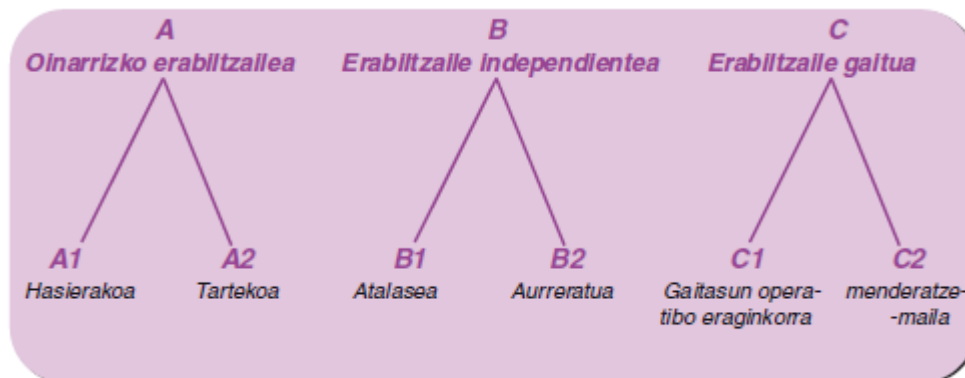 A
Oinarrizko erabiltzailea
B
Erabiltzaile independientea
C
Erabiltzaile gaitua
A1
Hasierakoa
A2
Tartekoa
B1
Atalasea
B2
Aurreratua
C1
Gaitasun opera-
tibo eraginkorra
C2
menderatze-
-maila